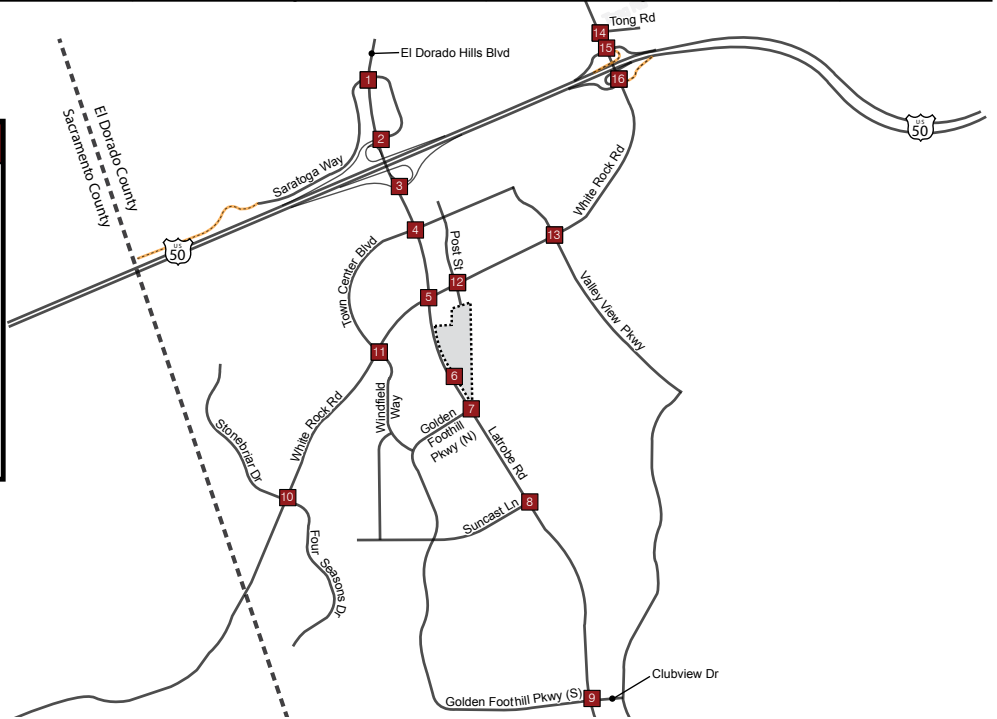 Tong Rd
14
15
El Dorado Hills Blvd
1
16
US
50
El Dorado County
Sacramento County
2
Saratoga Way
3
White Rock Rd
4
13
US
50
Post St
Town Center Blvd
12
5
Valley View Pkwy
11
6
Windfield
Way
7
Golden
Foothill
Pkwy (N)
White Rock Rd
Latrobe Rd
Stonebriar Dr
10
8
Suncast Ln
Four Seasons Dr
Clubview Dr
Golden Foothill Pkwy (S)
9